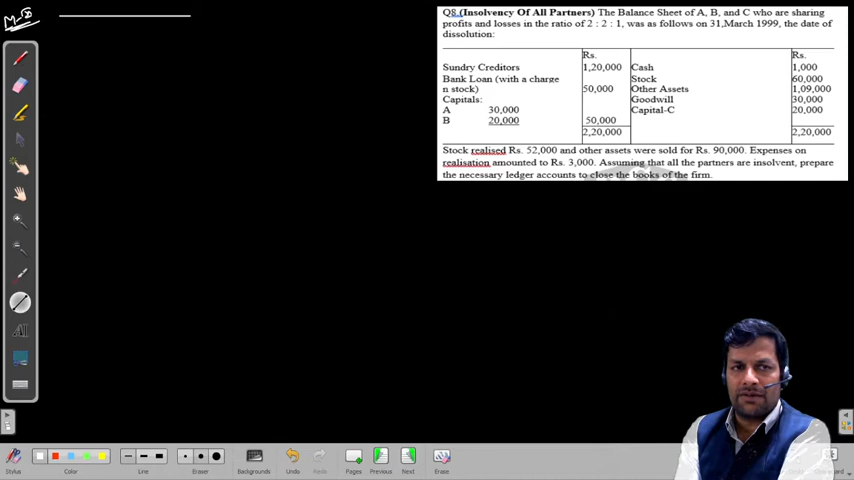 M-3
Q8.(Insolvency Of All Partners) The Balance Sheet of A, B, and C who are sharing
profits and losses in the ratio of 2 : 2 : 1, was as follows on 31,March 1999, the date of
dissolution:
Rs. Rs.
Sundry Creditors 1,20,000 Cash 1,000
Bank Loan (with a charge Stock 60,000
n stock) 50,000 Other Assets 1,09,000
Capitals: Goodwill 30,000
A 30,000 Capital-C 20,000
B 20,000 50,000
2,20,000 2,20,000
Stock realised Rs. 52,000 and other assets were sold for Rs. 90,000. Expenses on
realisation amounted to Rs. 3,000. Assuming that all the partners are insolvent, prepare
the necessary ledger accounts to close the books of the firm.
AI
Stylus Color Line Eraser Backgrounds Undo Redo Pages Previous Next Erase